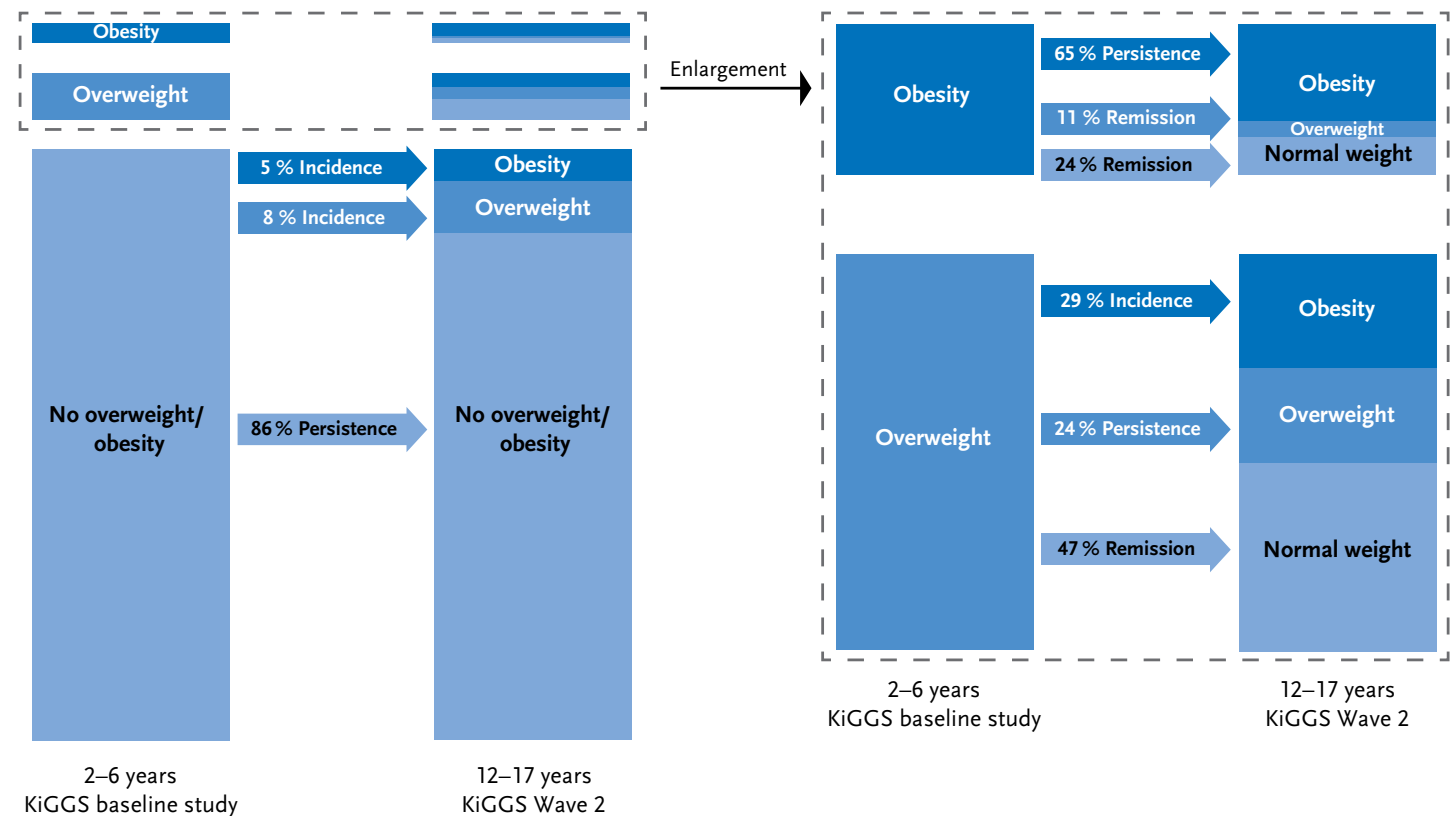 Obesity
Overweight
5 % Incidence
8 % Incidence
Obesity
Overweight
No overweight/
obesity
86 % Persistence
No overweight/
obesity
2–6 years
KiGGS baseline study
12–17 years
KiGGS Wave 2
Enlargement
Obesity
65 % Persistence
11 % Remission
24 % Remission
Obesity
Overweight
Normal weight
Overweight
29 % Incidence
24 % Persistence
47 % Remission
Obesity
Overweight
Normal weight
2–6 years
KiGGS baseline study
12–17 years
KiGGS Wave 2